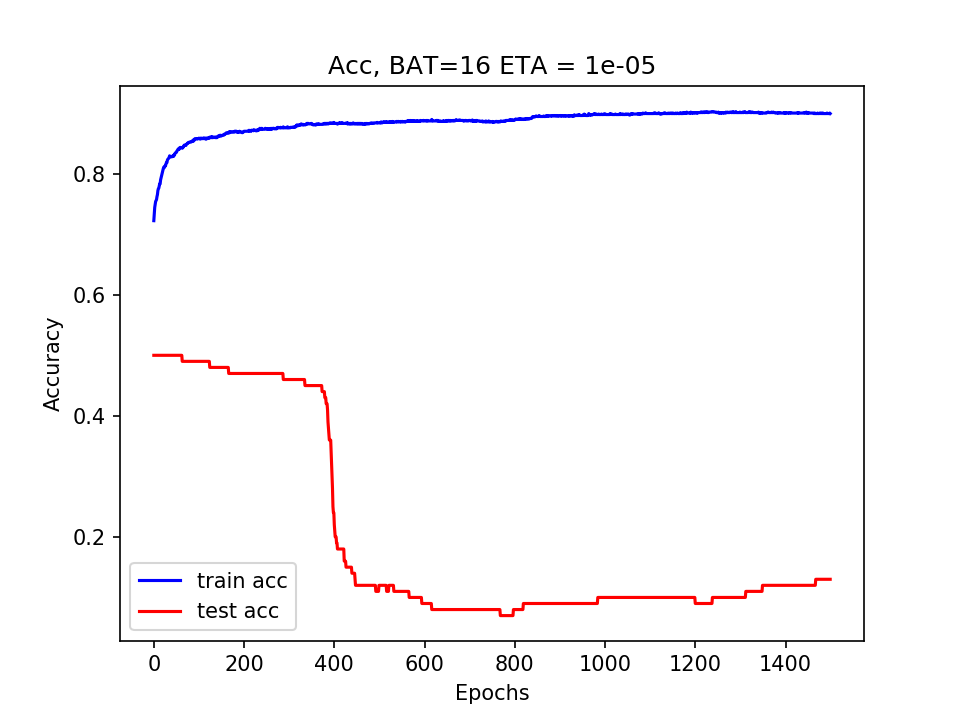 Acc, BAT=16 ETA = 1e-05
Accuracy
0.8
0.6
0.4
0.2
train acc
test acc
0 200 400 600 800 1000 1200 1400
Epochs